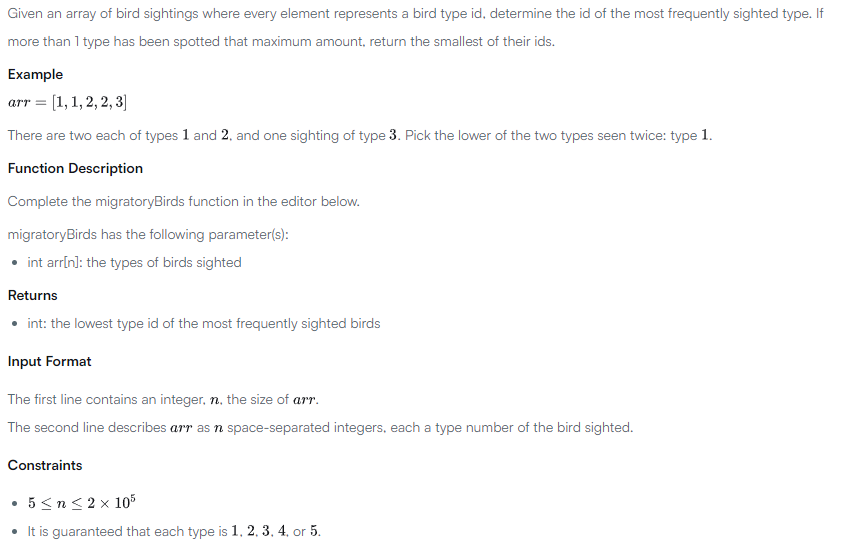 Given an array of bird sightings where every element represents a bird type id, determine the id of the most frequently sighted type. If
more than 1 type has been spotted that maximum amount, return the smallest of their ids.
Example
arr = [1, 1, 2, 2, 3]
There are two each of types 1 and 2, and one sighting of type 3. Pick the lower of the two types seen twice: type 1.
Function Description
Complete the migratoryBirds function in the editor below.
migratoryBirds has the following parameter(s):
• int arr[n]: the types of birds sighted
Returns
• int: the lowest type id of the most frequently sighted birds
Input Format
The first line contains an integer, n, the size of arr.
The second line describes arr as n space-separated integers, each a type number of the bird sighted.
Constraints
• 5 ≤ n ≤ 2 × 10⁵
• It is guaranteed that each type is 1, 2, 3, 4, or 5.